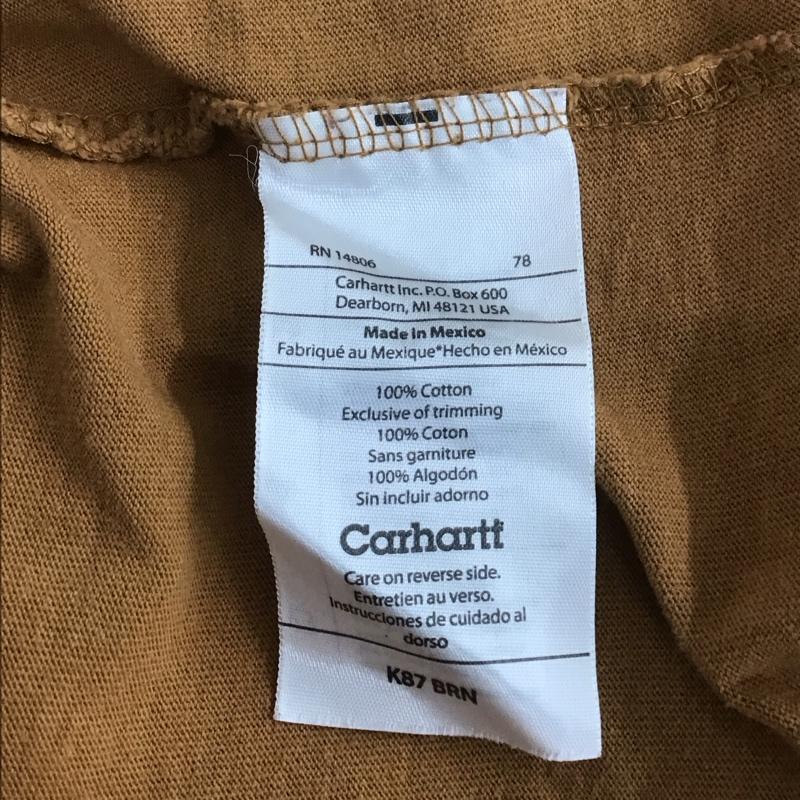 RN 14806 78
Carhartt Inc. P.O. Box 600
Dearborn, MI 48121 USA
Made in Mexico
Fabriqué au Mexique*Hecho en México
100% Cotton
Exclusive of trimming
100% Coton
Sans garniture
100% Algodón
Sin incluir adorno
Carhartt
Care on reverse side.
Entretien au verso.
Instrucciones de cuidado al
dorso
K87 BRN